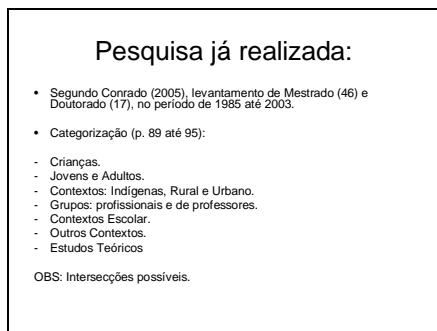 Pesquisa já realizada:
• Segundo Conrado (2005), levantamento de Mestrado (46) e
Doutorado (17), no período de 1985 até 2003.
• Categorização (p. 89 até 95):
- Crianças.
- Jovens e Adultos.
- Contextos: Indígenas, Rural e Urbano.
- Grupos: profissionais e de professores.
- Contextos Escolar.
- Outros Contextos.
- Estudos Teóricos
OBS: Intersecções possíveis.